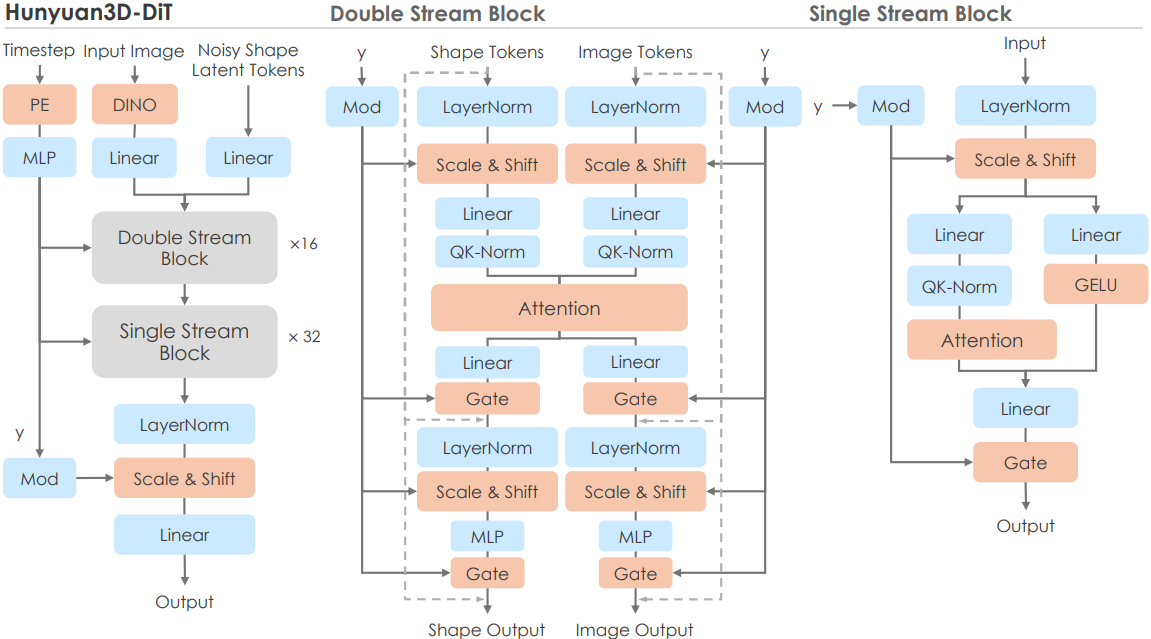 Hunyuan3D-DiT
Timestep
Input Image
Noisy Shape
Latent Tokens
PE
DINO
MLP
Linear
Linear
Double Stream
Block
×16
Single Stream
Block
× 32
LayerNorm
y
Mod
Scale & Shift
Linear
Output
Double Stream Block
y
Shape Tokens
Image Tokens
y
Mod
LayerNorm
LayerNorm
Mod
Scale & Shift
Scale & Shift
Linear
Linear
QK-Norm
QK-Norm
Attention
Linear
Linear
Gate
Gate
LayerNorm
LayerNorm
Scale & Shift
Scale & Shift
MLP
MLP
Gate
Gate
Shape Output
Image Output
Single Stream Block
Input
y
Mod
LayerNorm
Scale & Shift
Linear
Linear
QK-Norm
GELU
Attention
Linear
Gate
Output